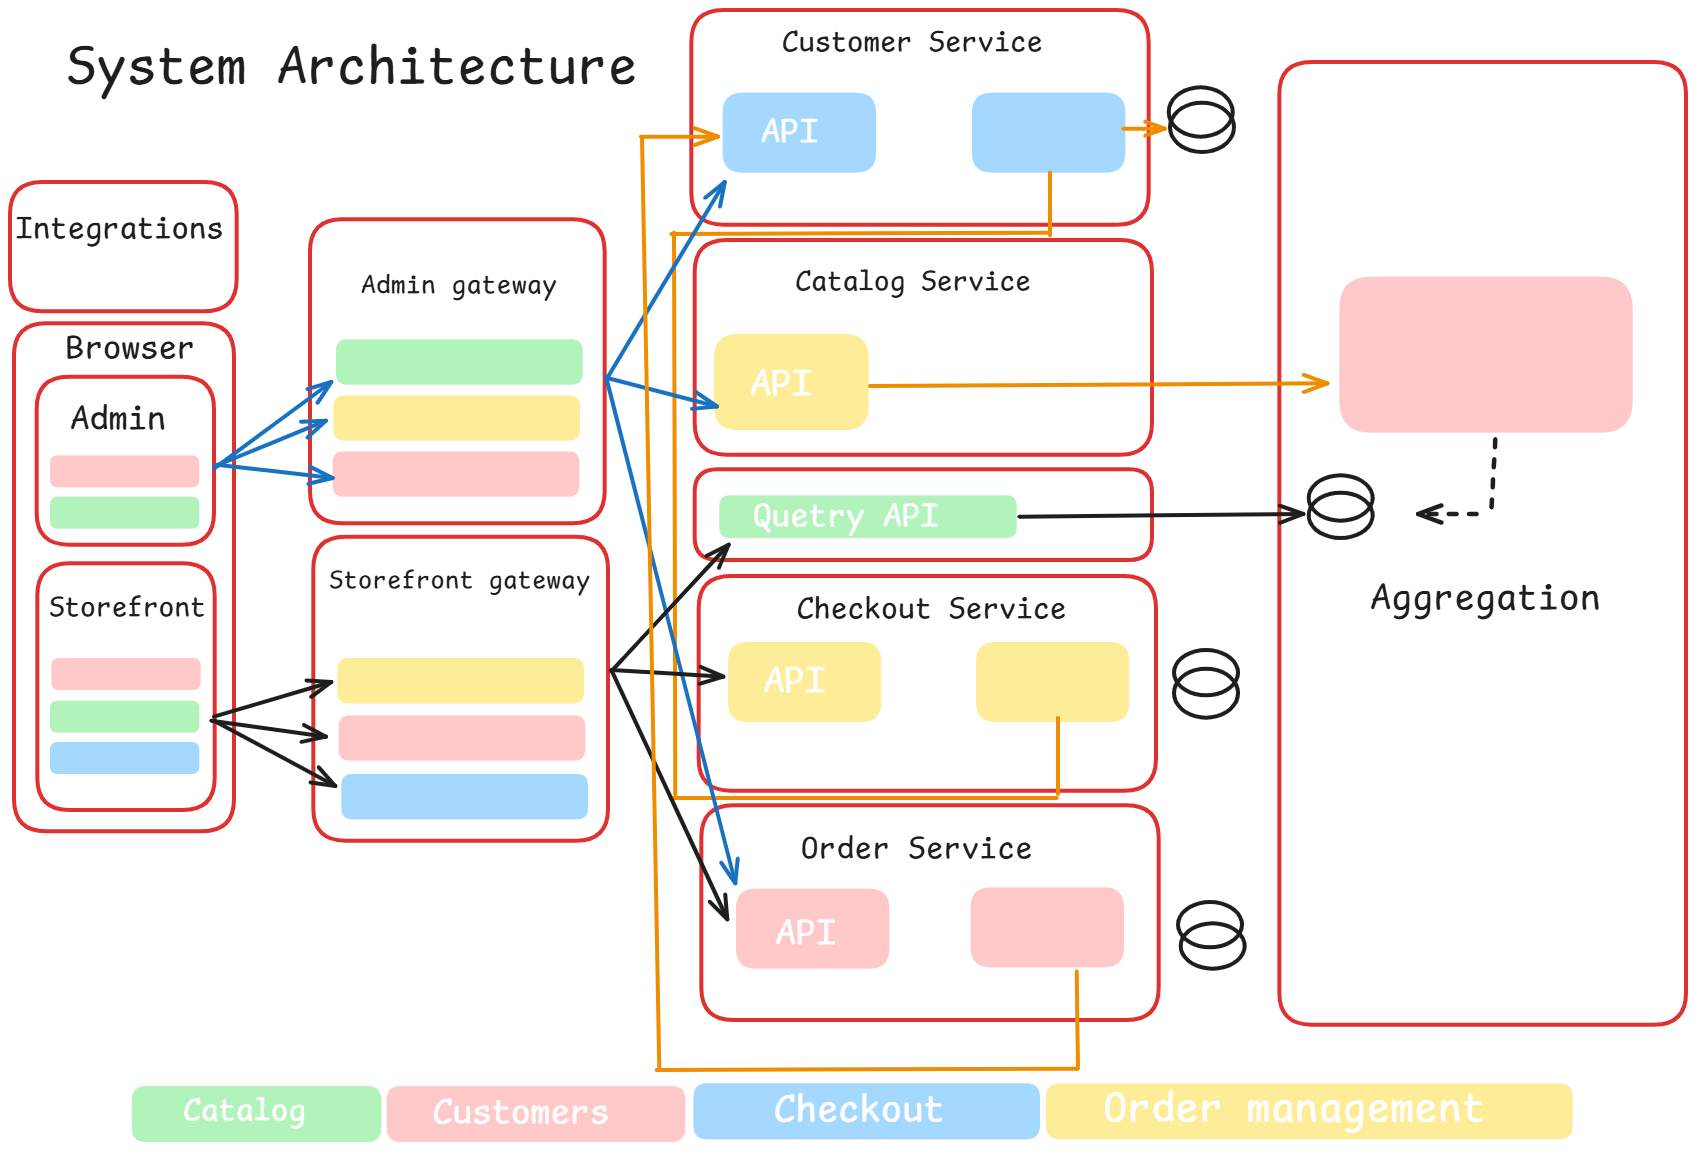 System Architecture
Customer Service
API
Integrations
Admin gateway
Catalog Service
API
Browser
Admin
Quetry API
Storefront gateway
Storefront
Checkout Service
API
Aggregation
Order Service
API
Catalog
Customers
Checkout
Order management